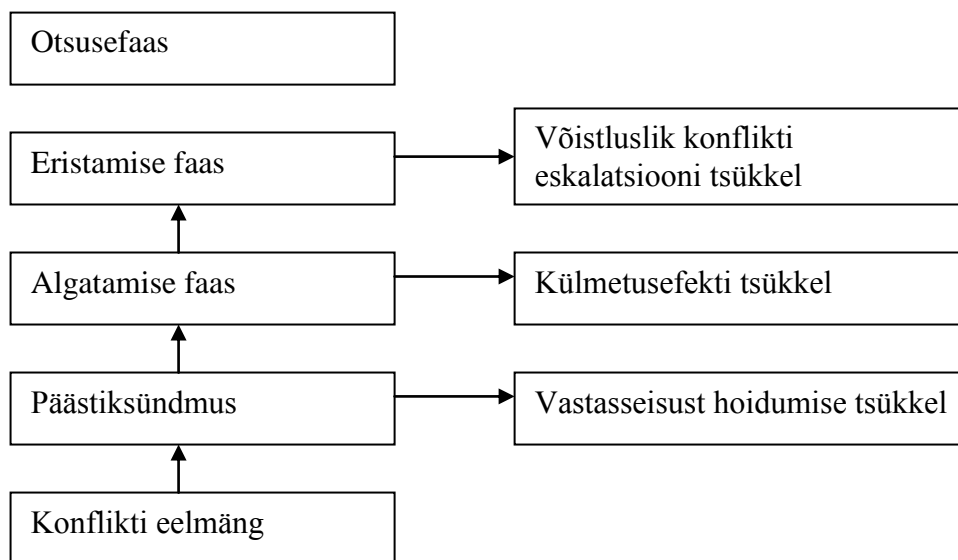 Otsusefaas
Eristamise faas
Võistluslik konflikti
eskalatsiooni tsükkel
Algatamise faas
Külmetusefekti tsükkel
Päästiksündmus
Vastasseisust hoidumise tsükkel
Konflikti eelmäng